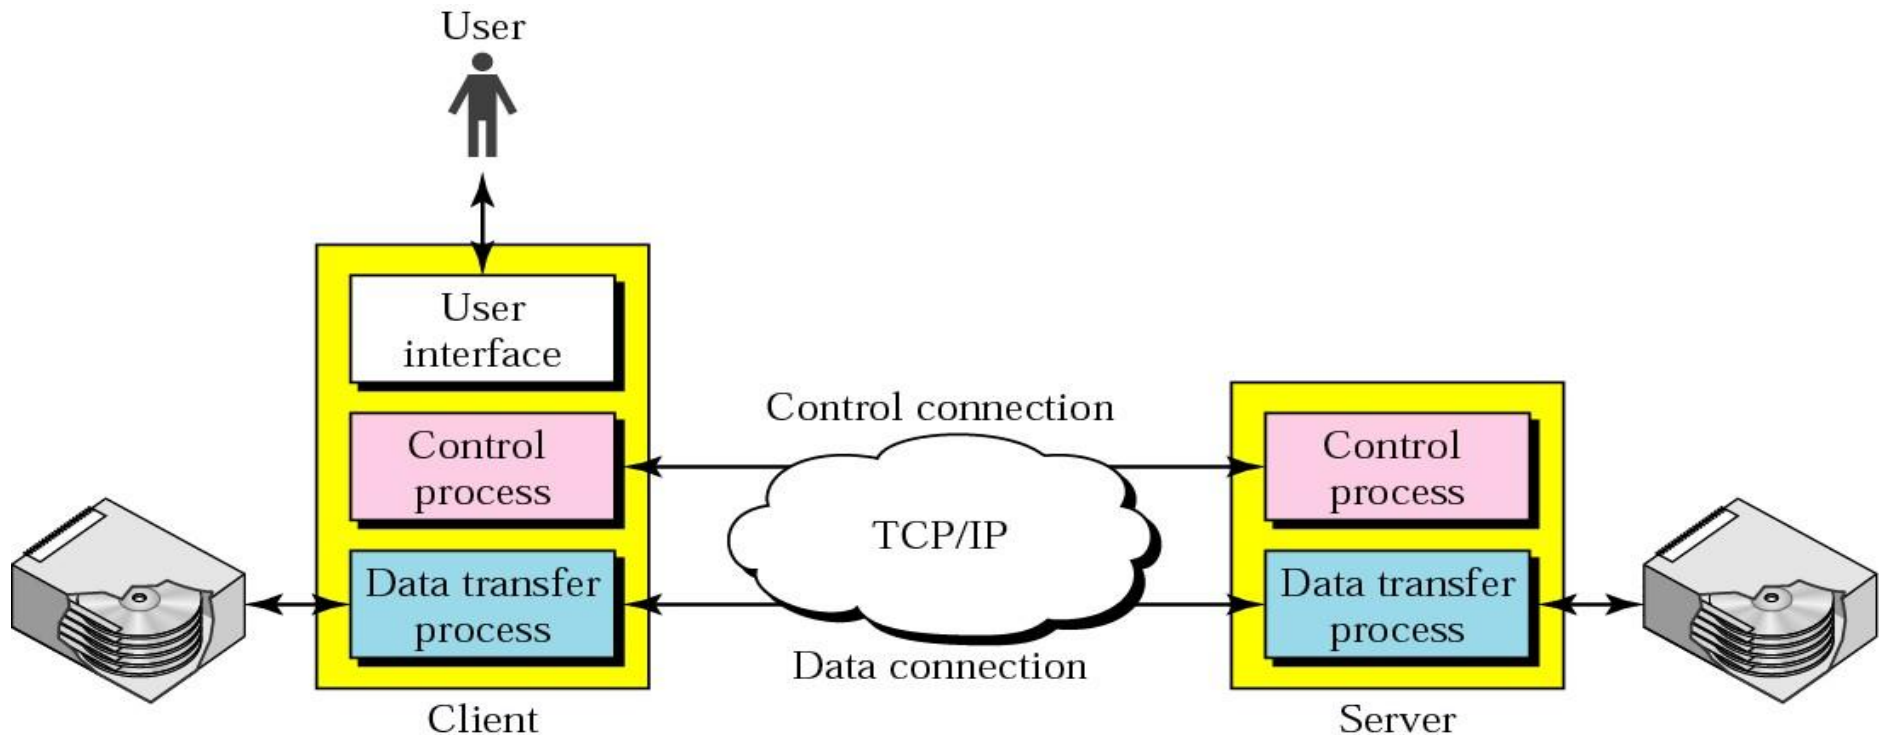 User
User
interface
Control
process
Data transfer
process
Client
Control connection
TCP/IP
Data connection
Control
process
Data transfer
process
Server